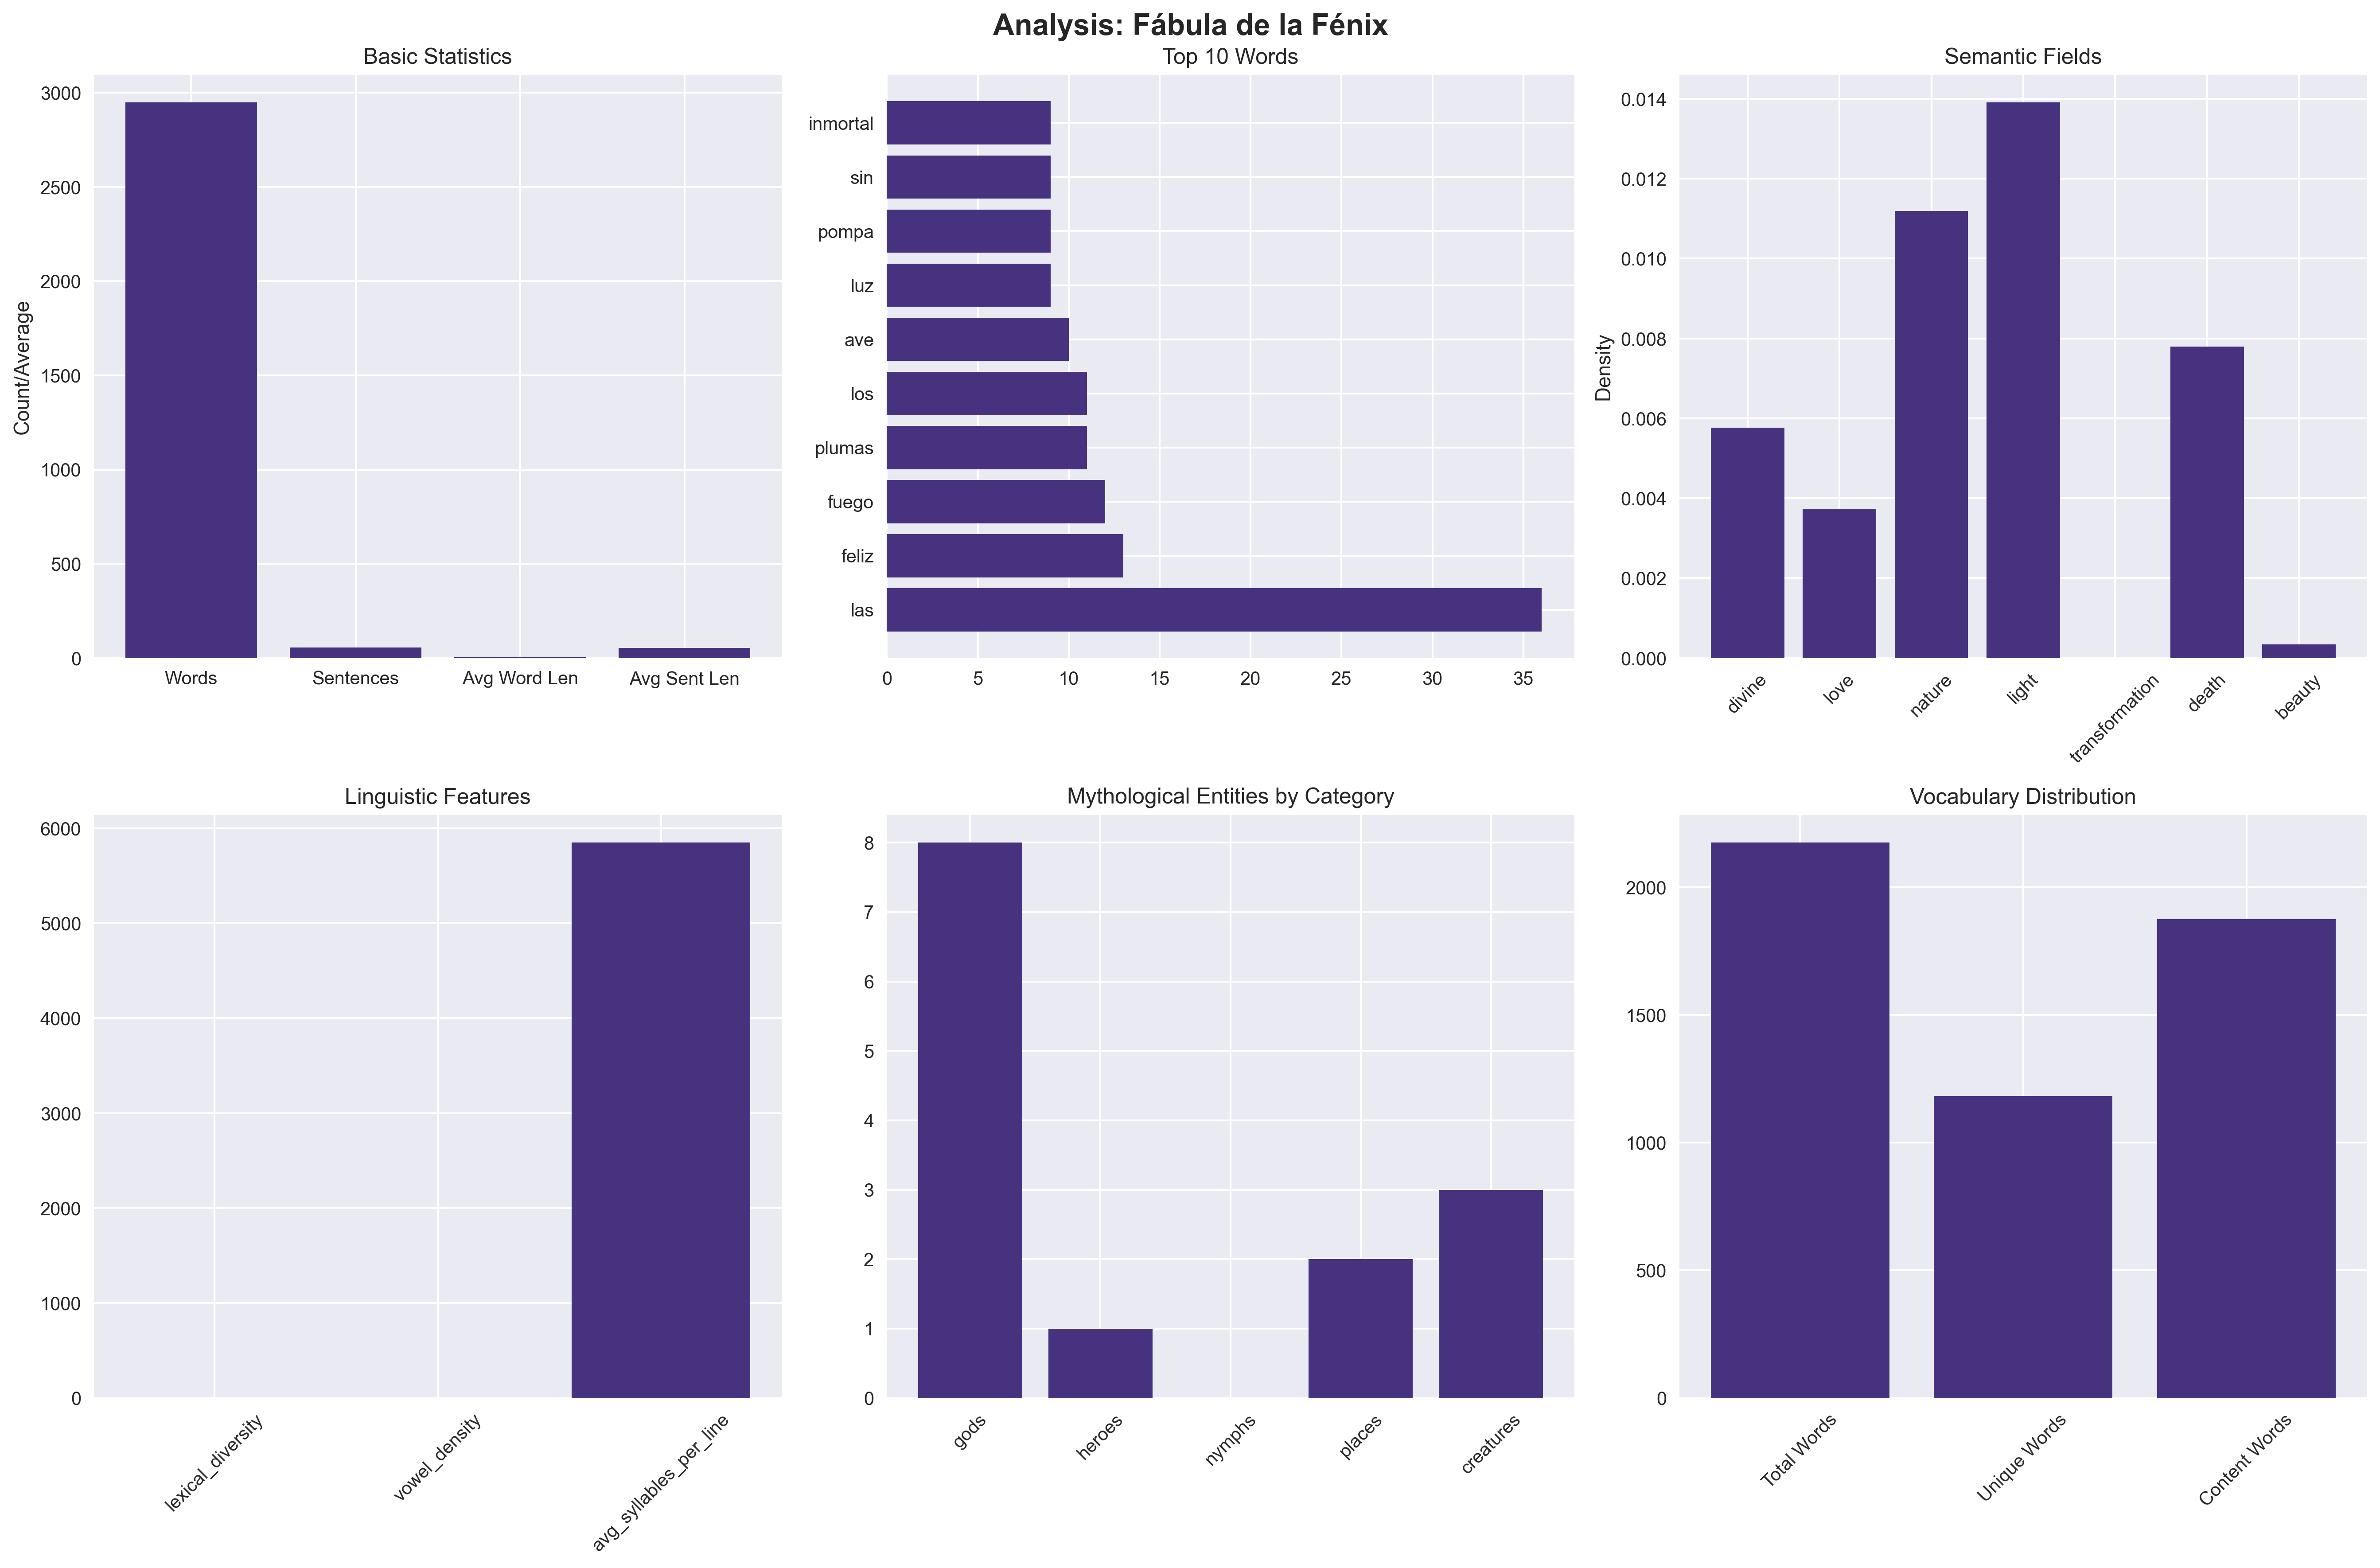 Analysis: Fábula de la Fénix
Basic Statistics
Count/Average
3000
2500
2000
1500
1000
500
0
Words
Sentences
Avg Word Len
Avg Sent Len
Top 10 Words
inmortal
sin
pompa
luz
ave
los
plumas
fuego
feliz
las
0
5
10
15
20
25
30
35
Semantic Fields
Density
0.014
0.012
0.010
0.008
0.006
0.004
0.002
0.000
divine
love
nature
light
transformation
death
beauty
Linguistic Features
6000
5000
4000
3000
2000
1000
0
lexical_diversity
vowel_density
avg_syllables_per_line
Mythological Entities by Category
8
7
6
5
4
3
2
1
0
gods
heroes
nymphs
places
creatures
Vocabulary Distribution
2000
1500
1000
500
0
Total Words
Unique Words
Content Words